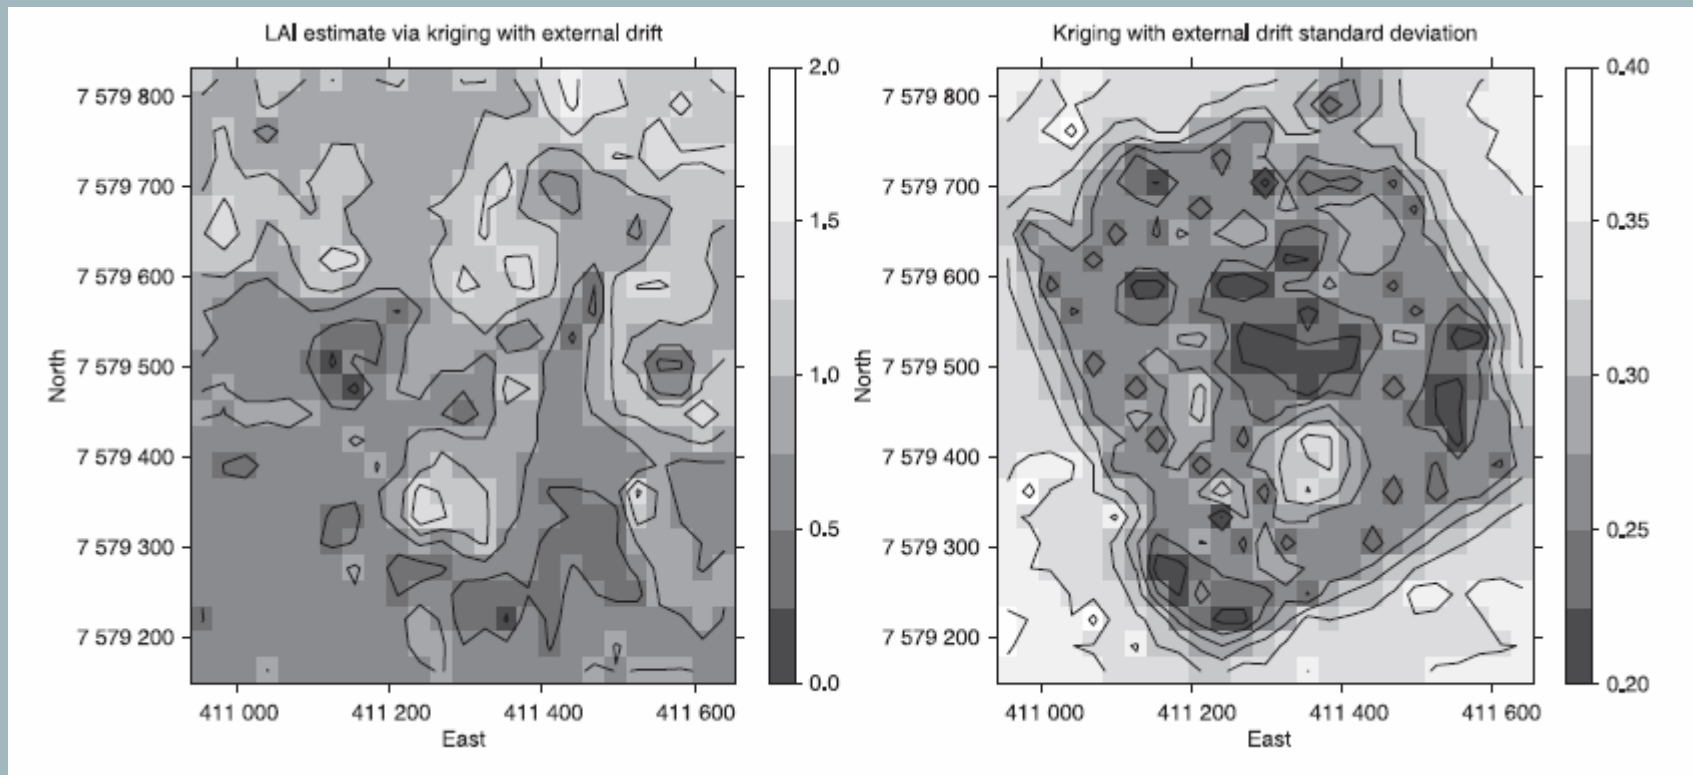 LAI estimate via kriging with external drift
7 579 800
7 579 700
7 579 600
7 579 500
7 579 400
7 579 300
7 579 200
North
411 000 411 200 411 400 411 600
East
2.0
1.5
1.0
0.5
0.0
Kriging with external drift standard deviation
7 579 800
7 579 700
7 579 600
7 579 500
7 579 400
7 579 300
7 579 200
North
411 000 411 200 411 400 411 600
East
0.40
0.35
0.30
0.25
0.20